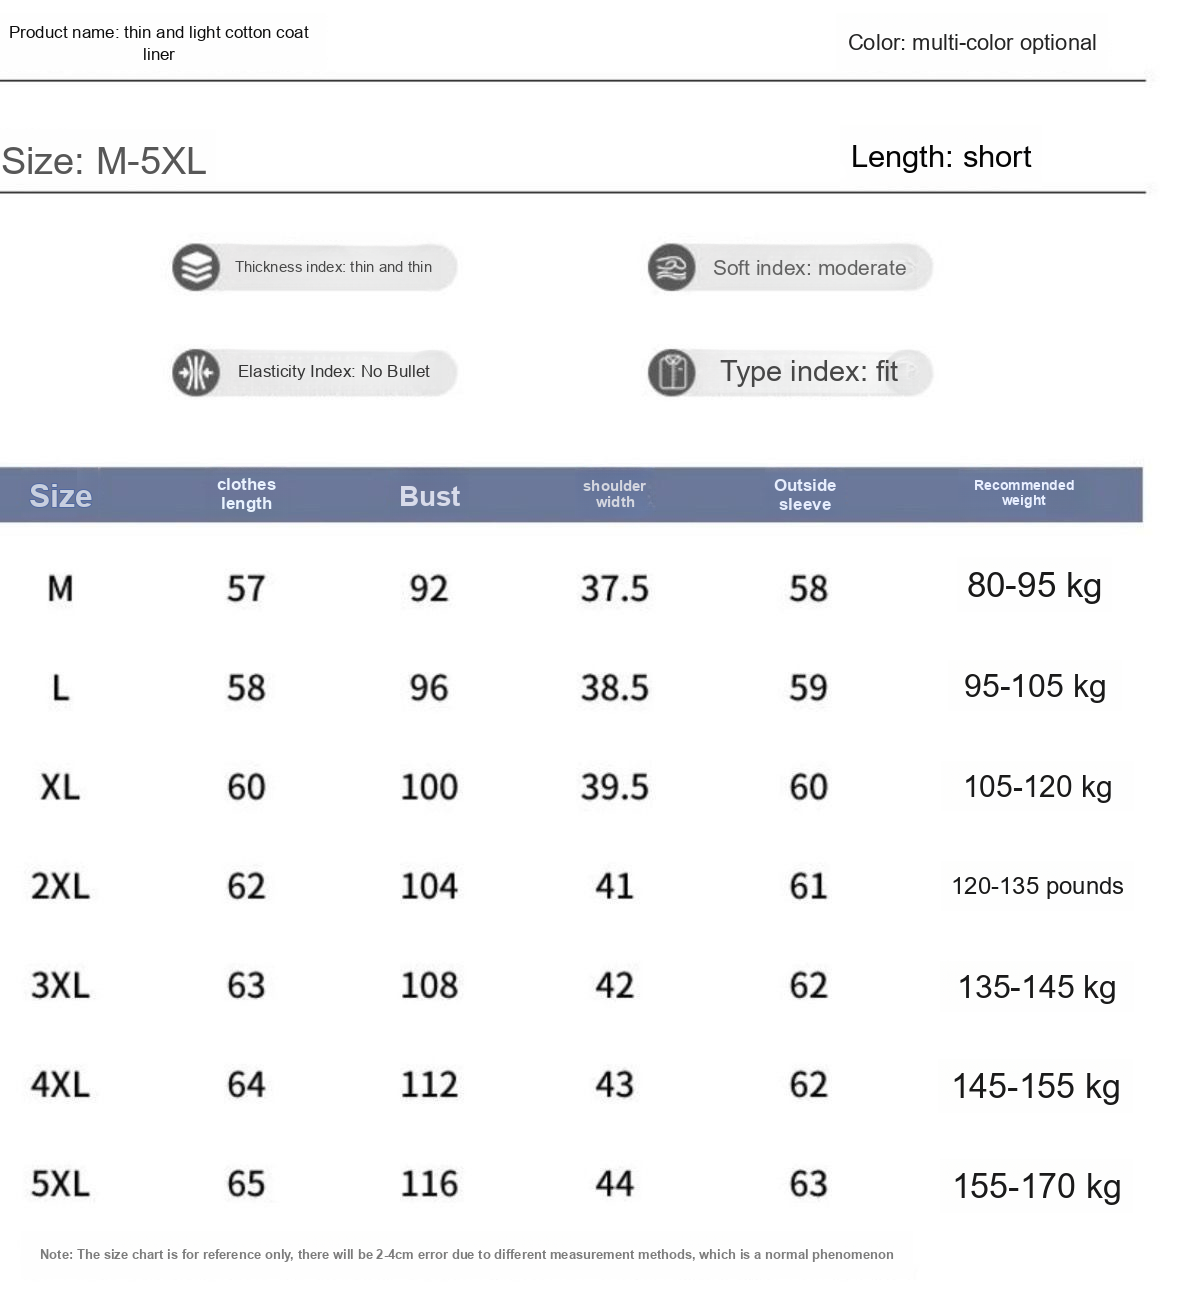 Product name: thin and light cotton coat
liner
Color: multi-color optional
Size: M-5XL
Length: short
Thickness index: thin and thin
Soft index: moderate
Elasticity Index: No Bullet
Type index: fit
Size clothes length Bust shoulder width Outside sleeve Recommended weight
M 57 92 37.5 58 80-95 kg
L 58 96 38.5 59 95-105 kg
XL 60 100 39.5 60 105-120 kg
2XL 62 104 41 61 120-135 pounds
3XL 63 108 42 62 135-145 kg
4XL 64 112 43 62 145-155 kg
5XL 65 116 44 63 155-170 kg
Note: The size chart is for reference only, there will be 2-4cm error due to different measurement methods, which is a normal phenomenon